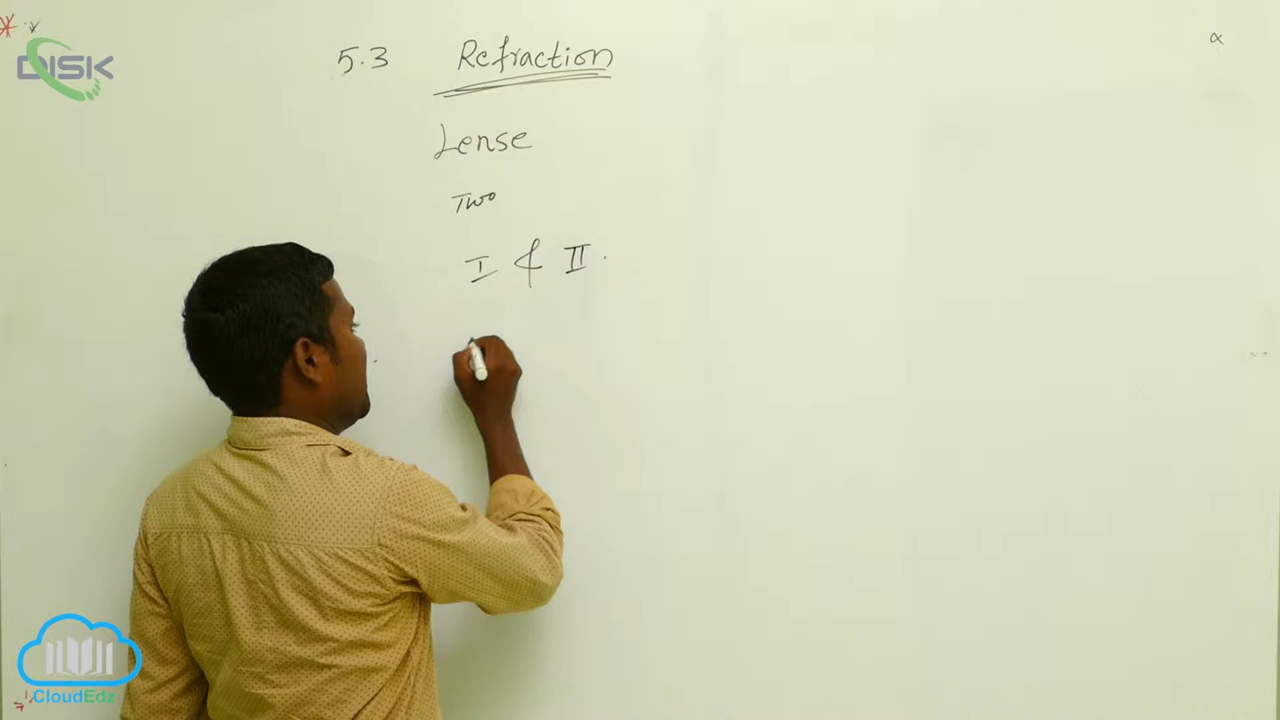 DISK
5.3 Refraction
α
Lense
Two
I & II.
CloudEdz